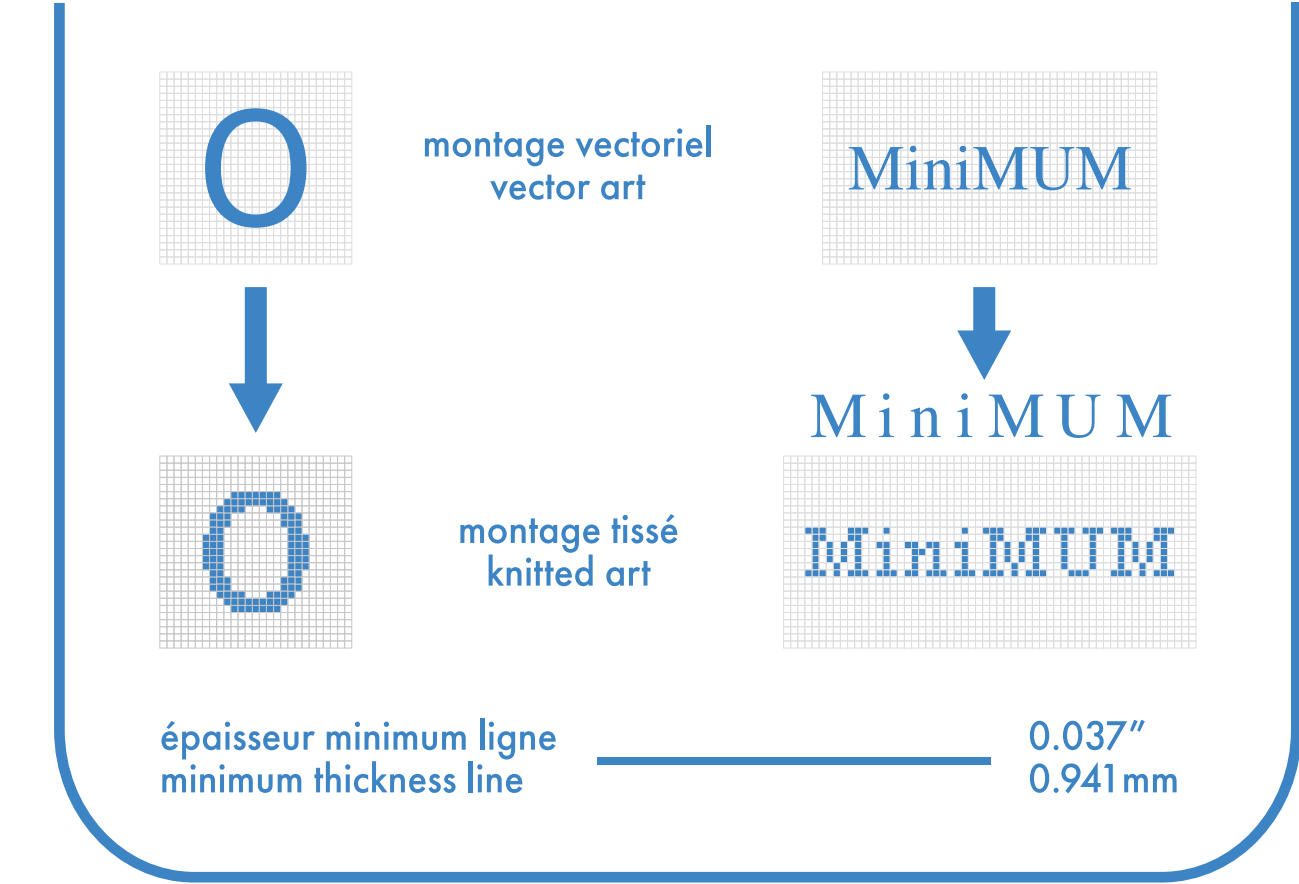 O
montage vectoriel
vector art
MiniMUM
MiniMUM
O
montage tissé
knitted art
MiniMUM
épaisseur minimum ligne
minimum thickness line
0.037″
0.941mm